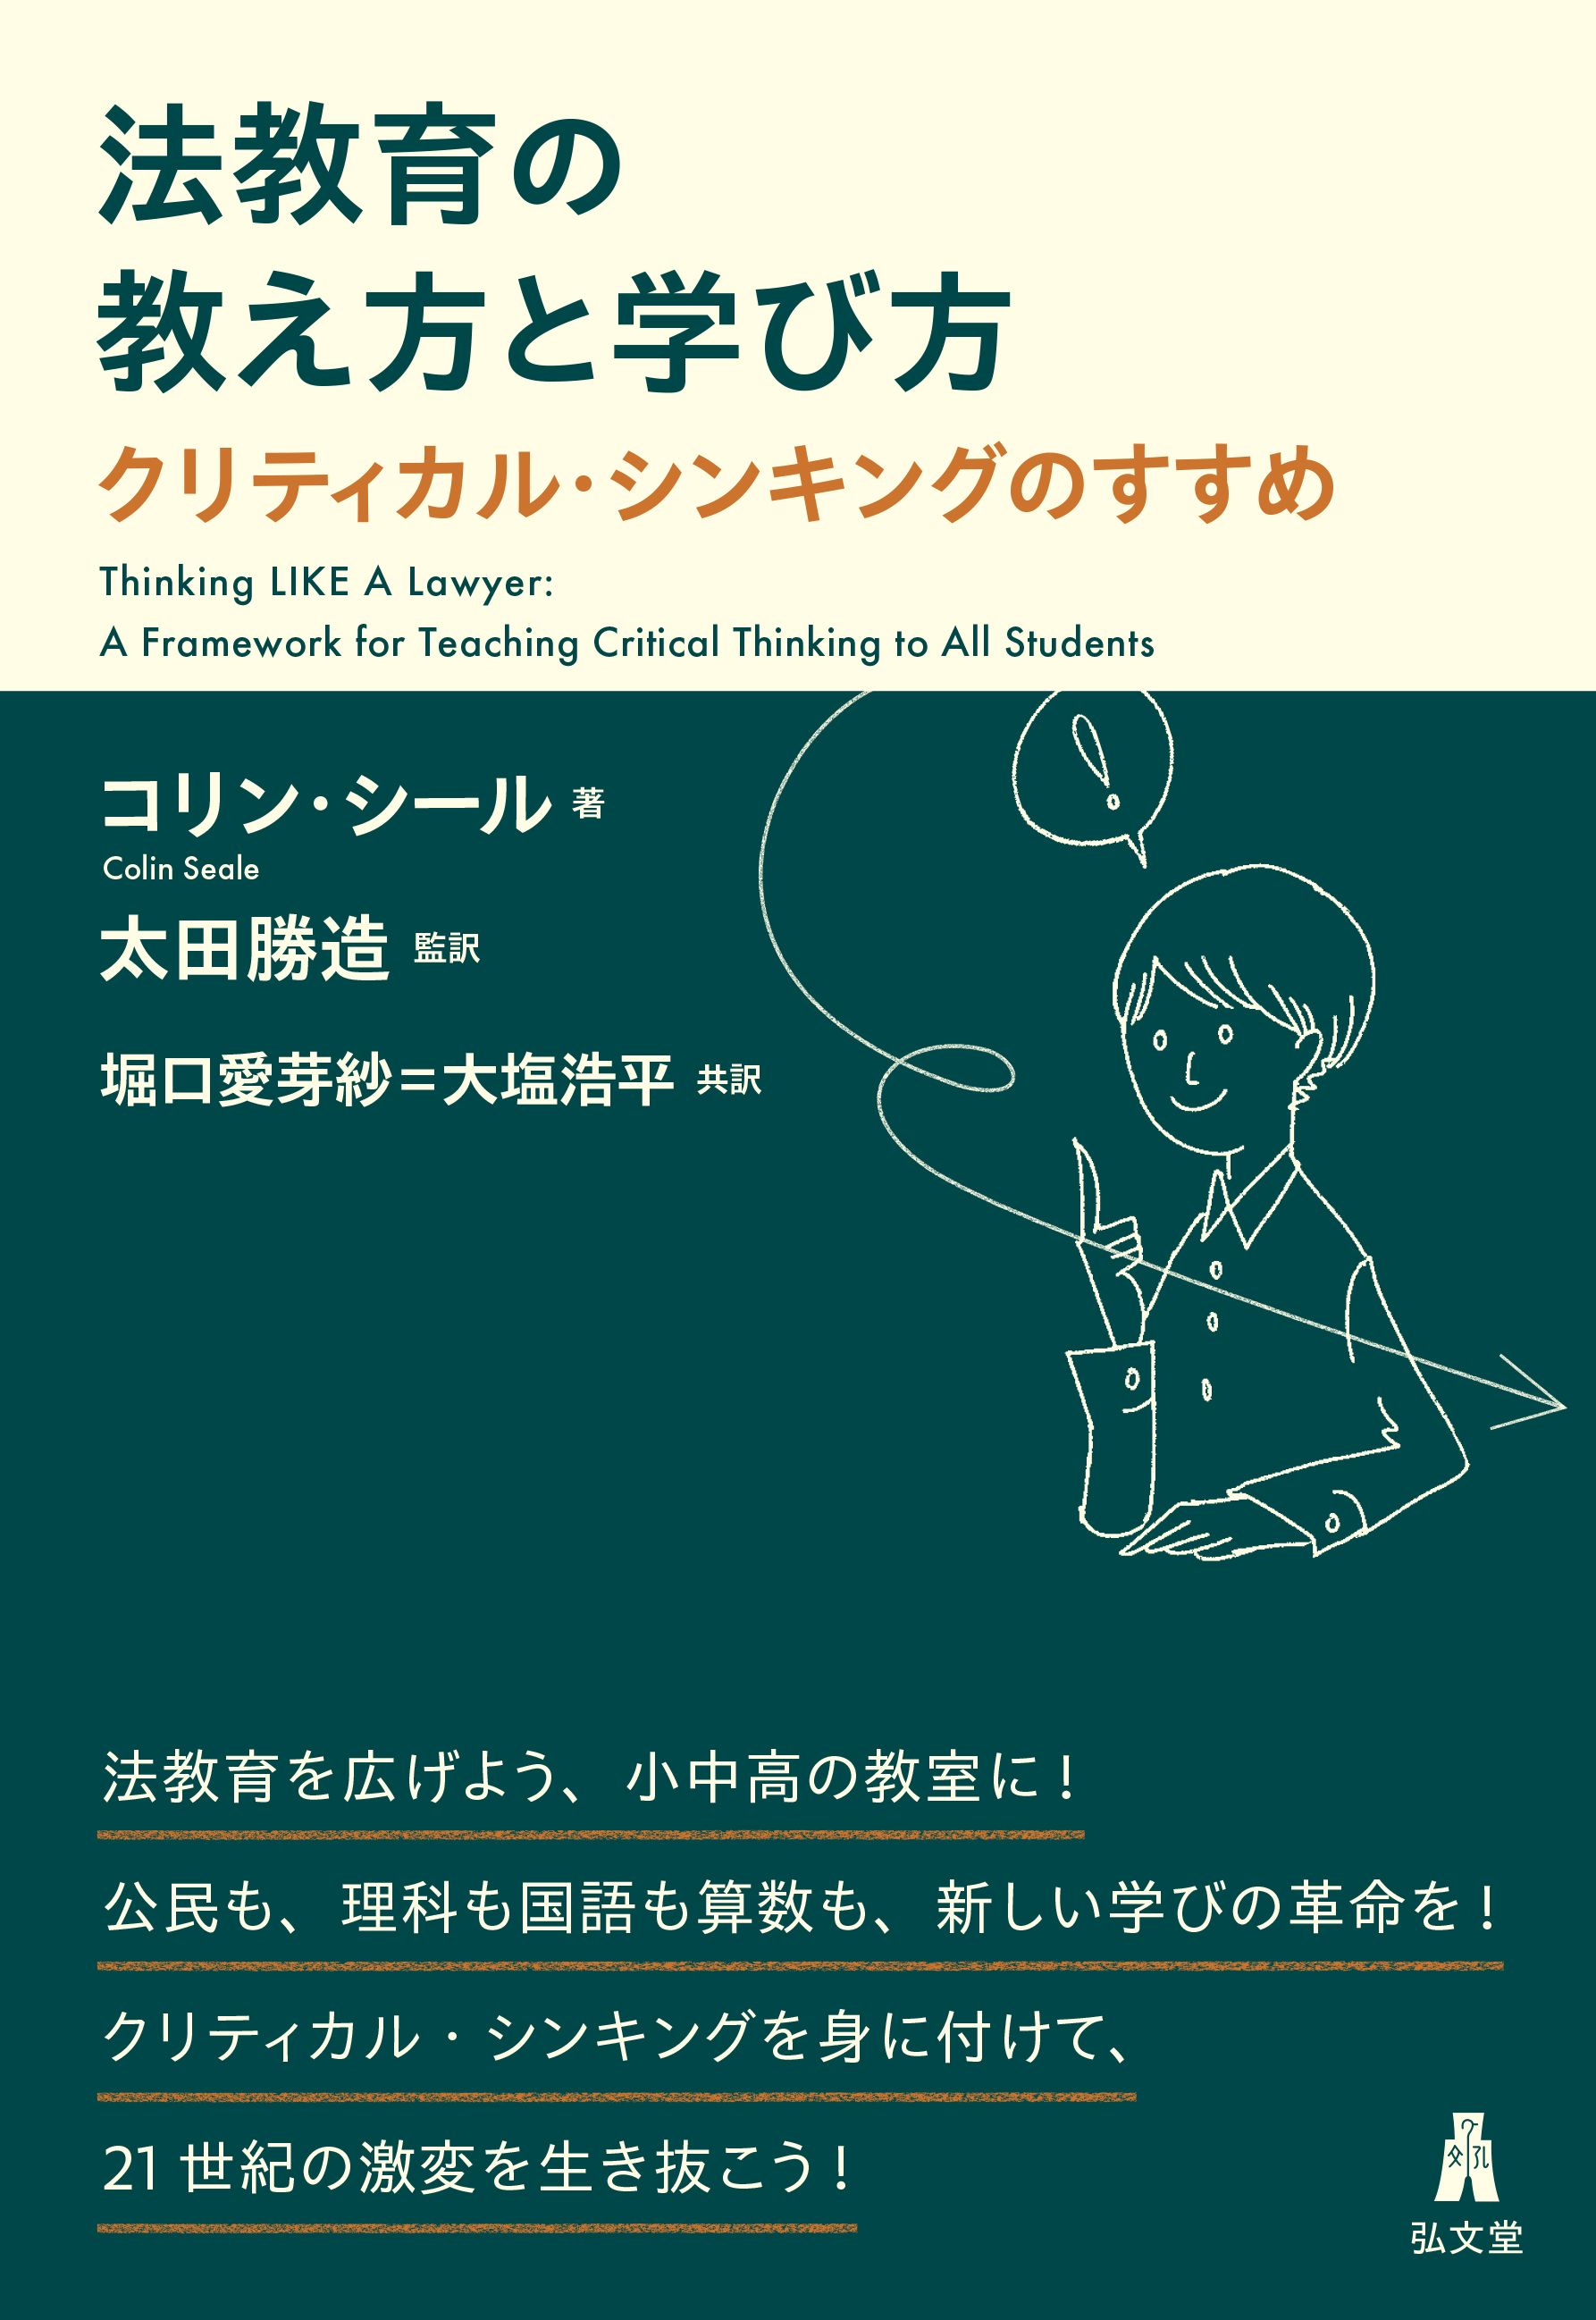 法教育の
教え方と学び方
クリティカル・シンキングのすすめ
Thinking LIKE A Lawyer:
A Framework for Teaching Critical Thinking to All Students
!
コリン・シール 著
Colin Seale
太田勝造 監訳
堀口愛芽紗=大塩浩平 共訳
法教育を広げよう、小中高の教室に!
公民も、理科も国語も算数も、新しい学びの革命を!
クリティカル・シンキングを身に付けて、
21世紀の激変を生き抜こう!
弘文堂